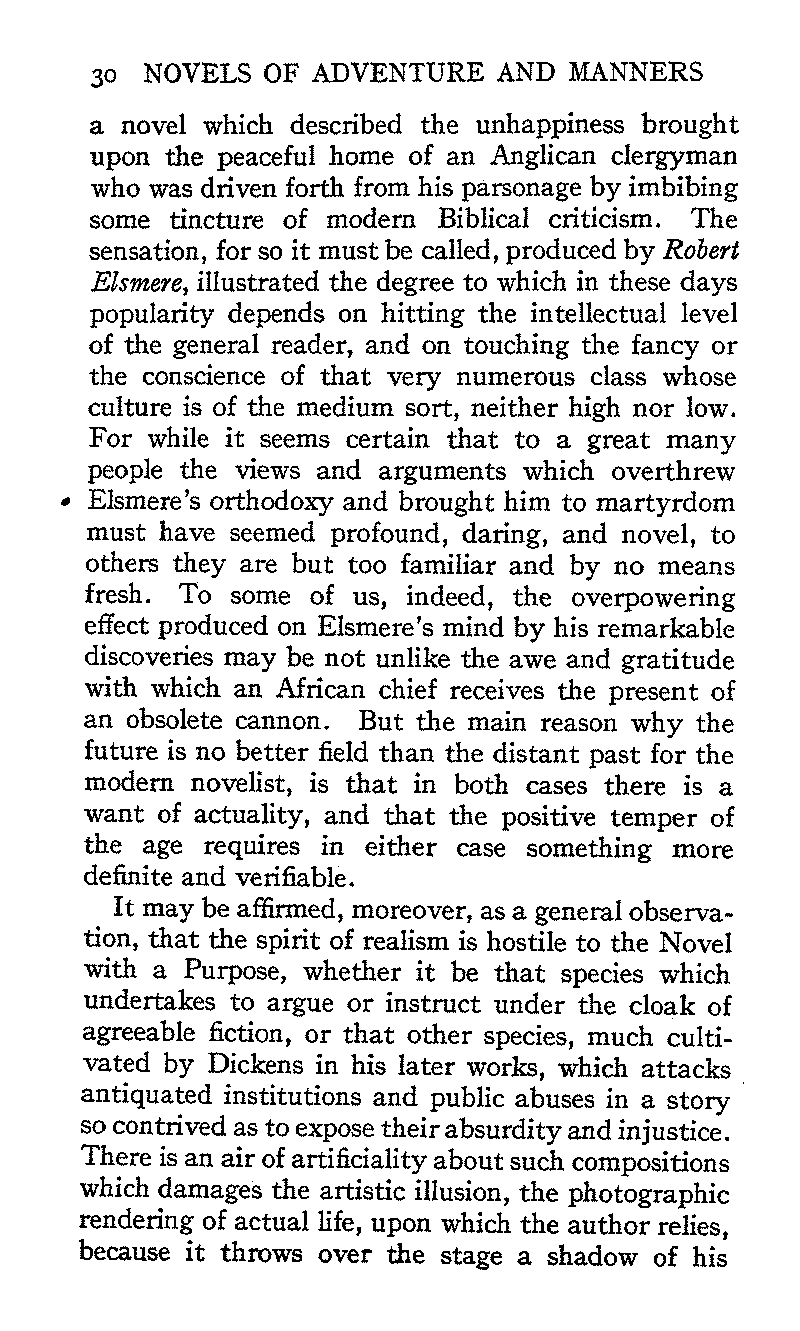 30 NOVELS OF ADVENTURE AND MANNERS
a novel which described the unhappiness brought
upon the peaceful home of an Anglican clergyman
who was driven forth from his parsonage by imbibing
some tincture of modern Biblical criticism. The
sensation, for so it must be called, produced by Robert
Elsmere, illustrated the degree to which in these days
popularity depends on hitting the intellectual level
of the general reader, and on touching the fancy or
the conscience of that very numerous class whose
culture is of the medium sort, neither high nor low.
For while it seems certain that to a great many
people the views and arguments which overthrew
Elsmere's orthodoxy and brought him to martyrdom
must have seemed profound, daring, and novel, to
others they are but too familiar and by no means
fresh. To some of us, indeed, the overpowering
effect produced on Elsmere's mind by his remarkable
discoveries may be not unlike the awe and gratitude
with which an African chief receives the present of
an obsolete cannon. But the main reason why the
future is no better field than the distant past for the
modern novelist, is that in both cases there is a
want of actuality, and that the positive temper of
the age requires in either case something more
definite and verifiable.
It may be affirmed, moreover, as a general observa-
tion, that the spirit of realism is hostile to the Novel
with a Purpose, whether it be that species which
undertakes to argue or instruct under the cloak of
agreeable fiction, or that other species, much culti-
vated by Dickens in his later works, which attacks
antiquated institutions and public abuses in a story
so contrived as to expose their absurdity and injustice.
There is an air of artificiality about such compositions
which damages the artistic illusion, the photographic
rendering of actual life, upon which the author relies,
because it throws over the stage a shadow of his